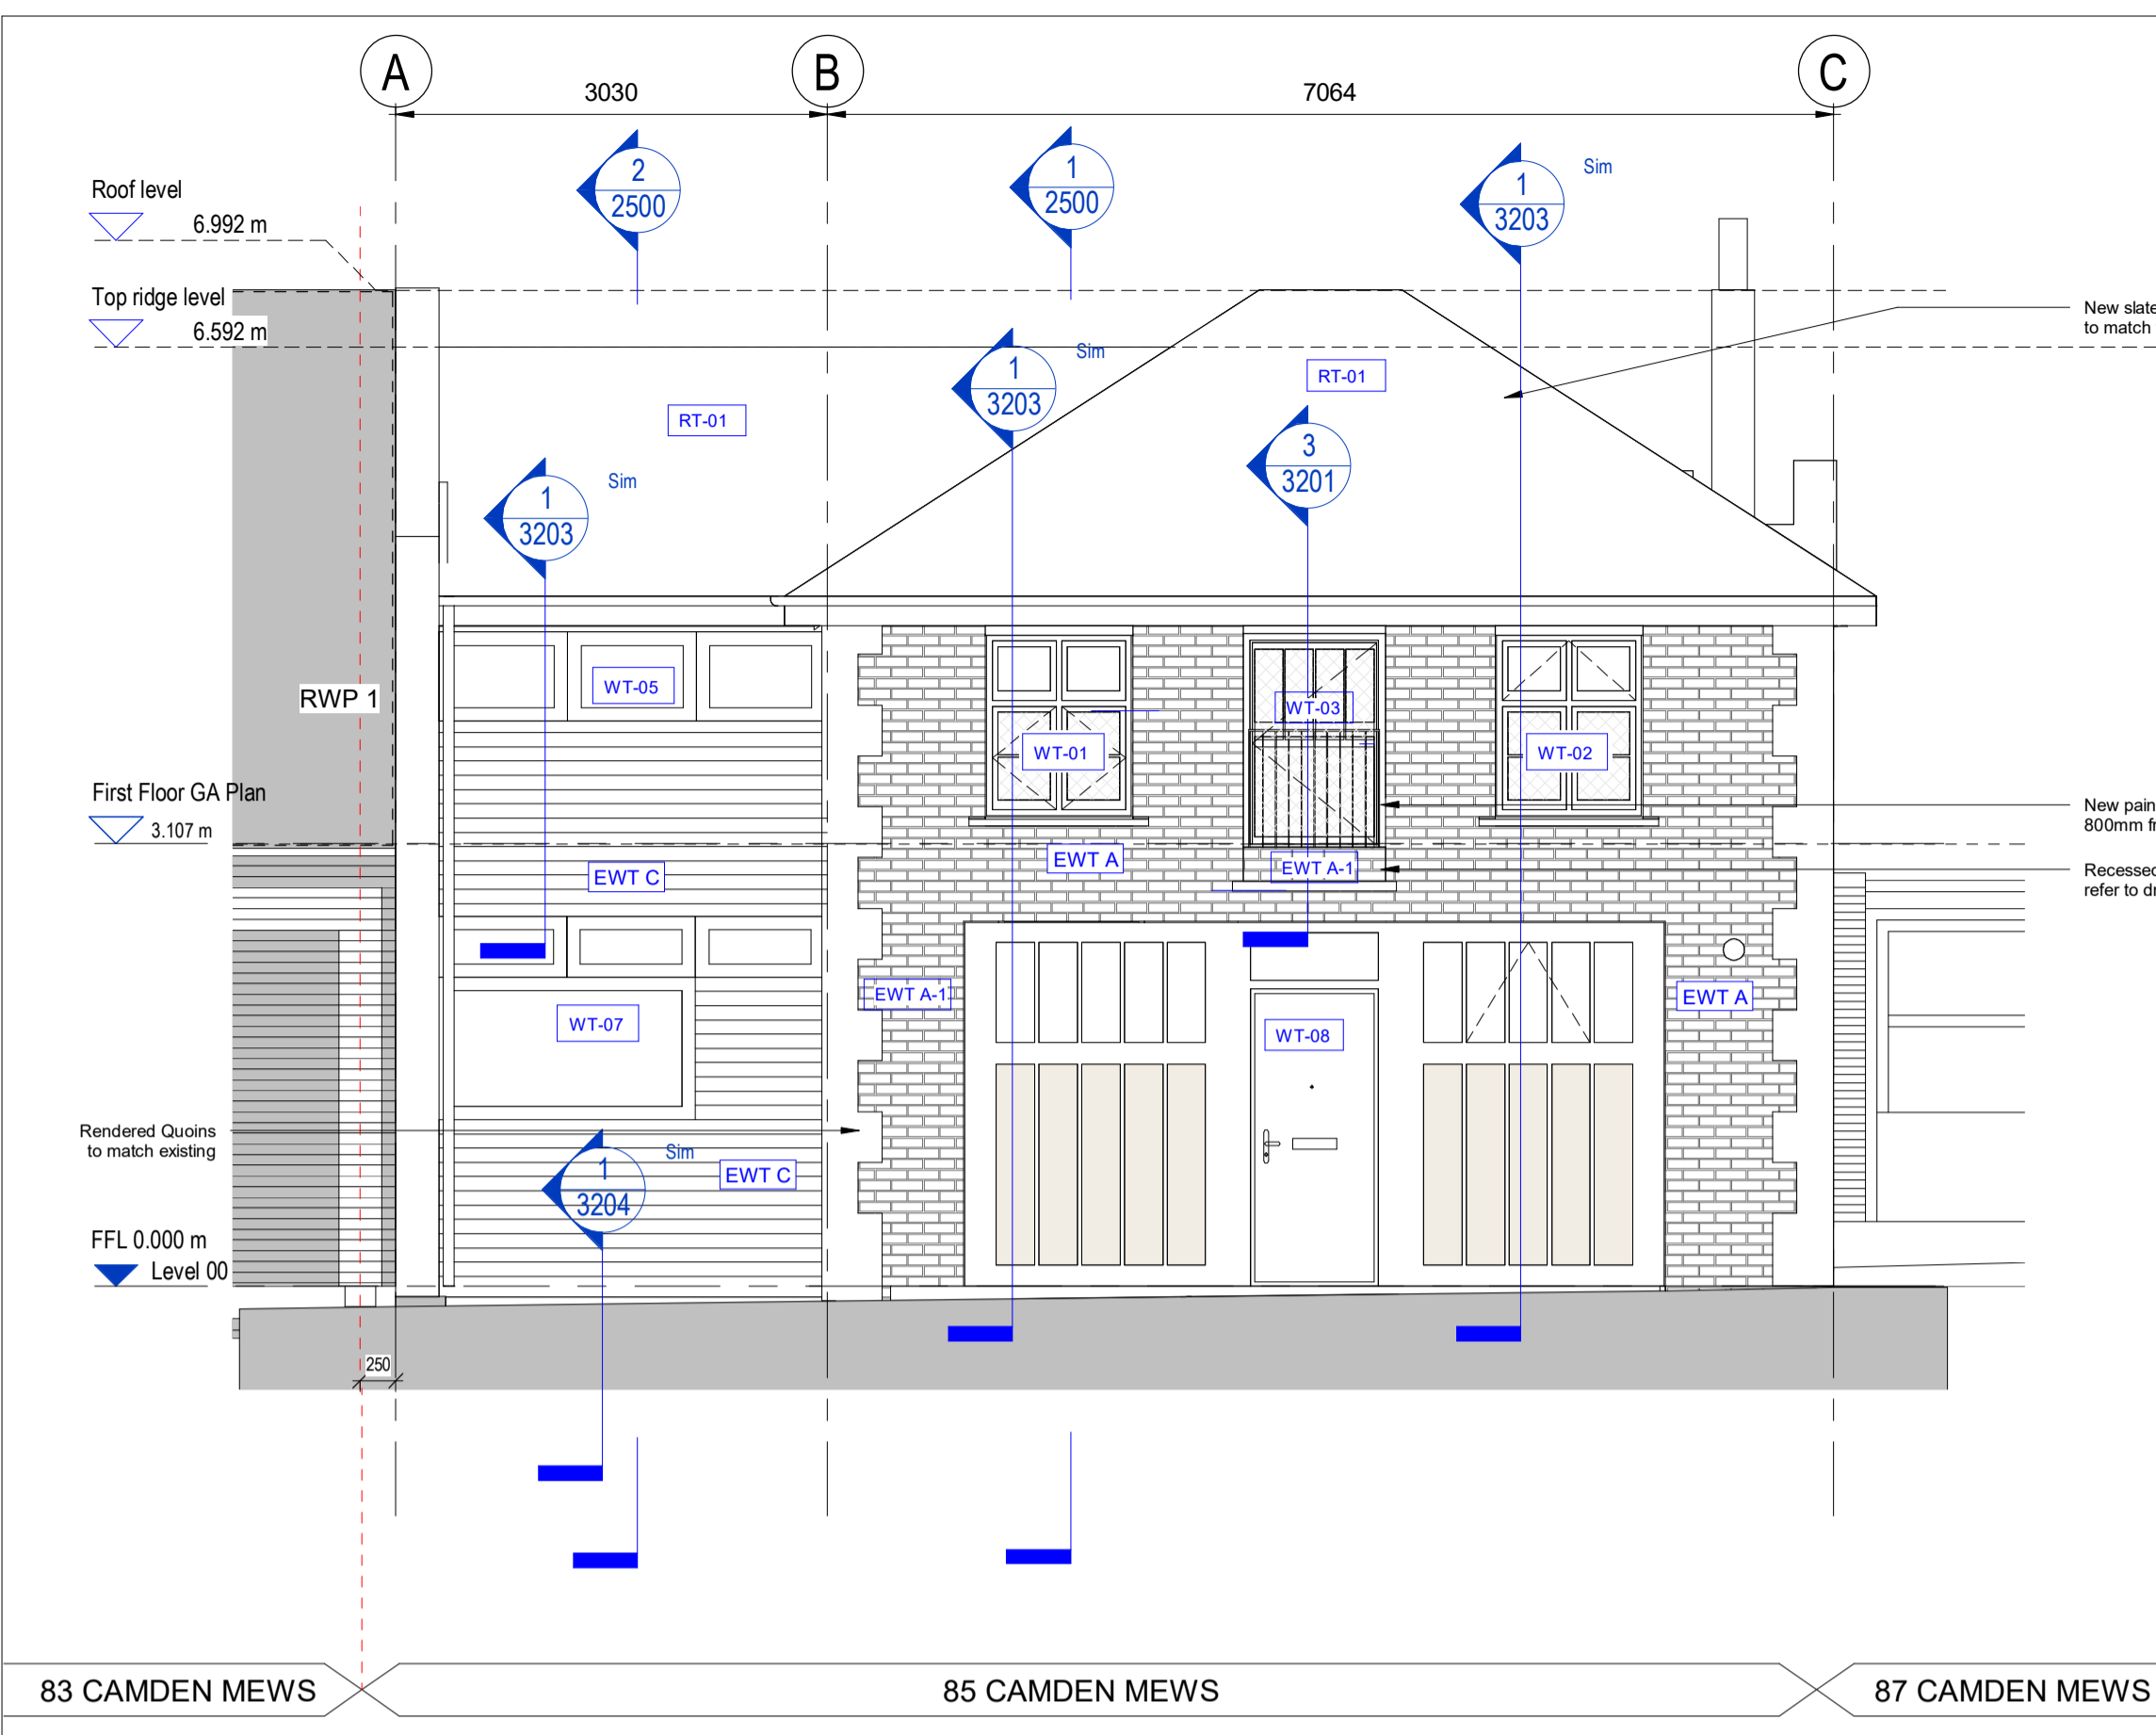 A
B
C
3030
7064
2
2500
1
2500
1
3203
Sim
Roof level
6.992 m
Top ridge level
6.592 m
New slate
to match
1
3203
Sim
RT-01
RT-01
3
3201
1
3203
Sim
RWP 1
WT-05
WT-03
WT-01
WT-02
First Floor GA Plan
3.107 m
New pain
800mm fr
EWT C
EWT A
EWT A-1
Recessed
refer to dr
EWT A-1
EWT A
WT-07
WT-08
Rendered Quoins
to match existing
1
3204
Sim
EWT C
FFL 0.000 m
Level 00
250
83 CAMDEN MEWS
85 CAMDEN MEWS
87 CAMDEN MEWS